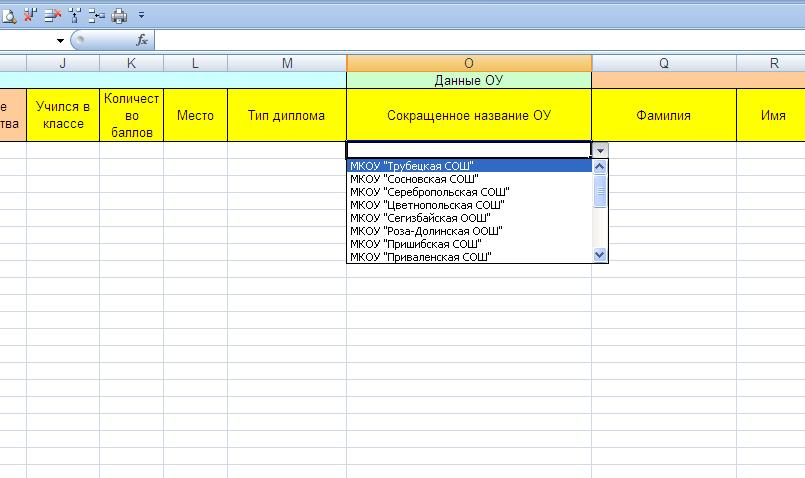 fx
J K L M O Q R
Данные ОУ
е
тва
Учился в
классе
Количест
во
баллов
Место
Тип диплома
Сокращенное название ОУ
Фамилия
Имя
МКОУ "Трубецкая СОШ"
МКОУ "Сосновская СОШ"
МКОУ "Серебропольская СОШ"
МКОУ "Цветнопольская СОШ"
МКОУ "Сегизбайская ООШ"
МКОУ "Роза-Долинская ООШ"
МКОУ "Пришибская СОШ"
МКОУ "Приваленская СОШ"